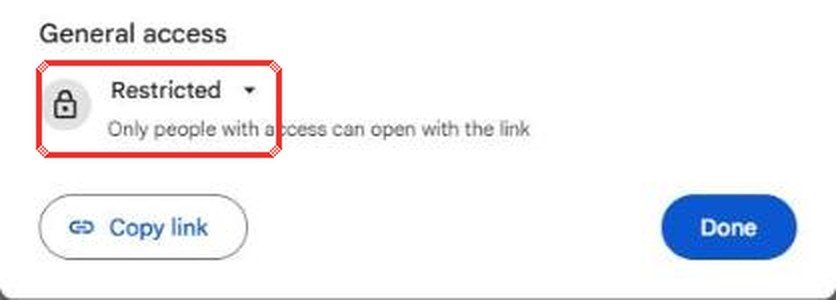 General access
Restricted
Only people with access can open with the link
Copy link
Done